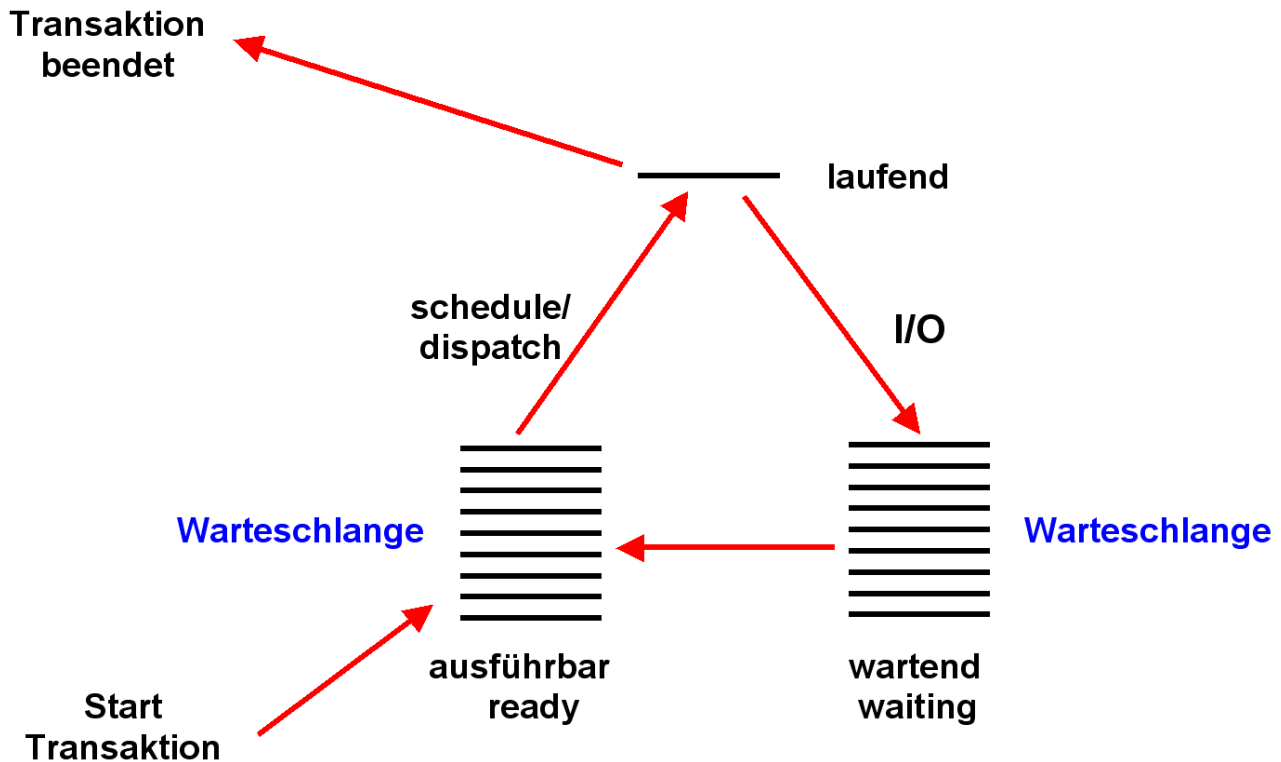 Transaktion
beendet
laufend
schedule/
dispatch
I/O
Warteschlange
Warteschlange
ausführbar
ready
wartend
waiting
Start
Transaktion